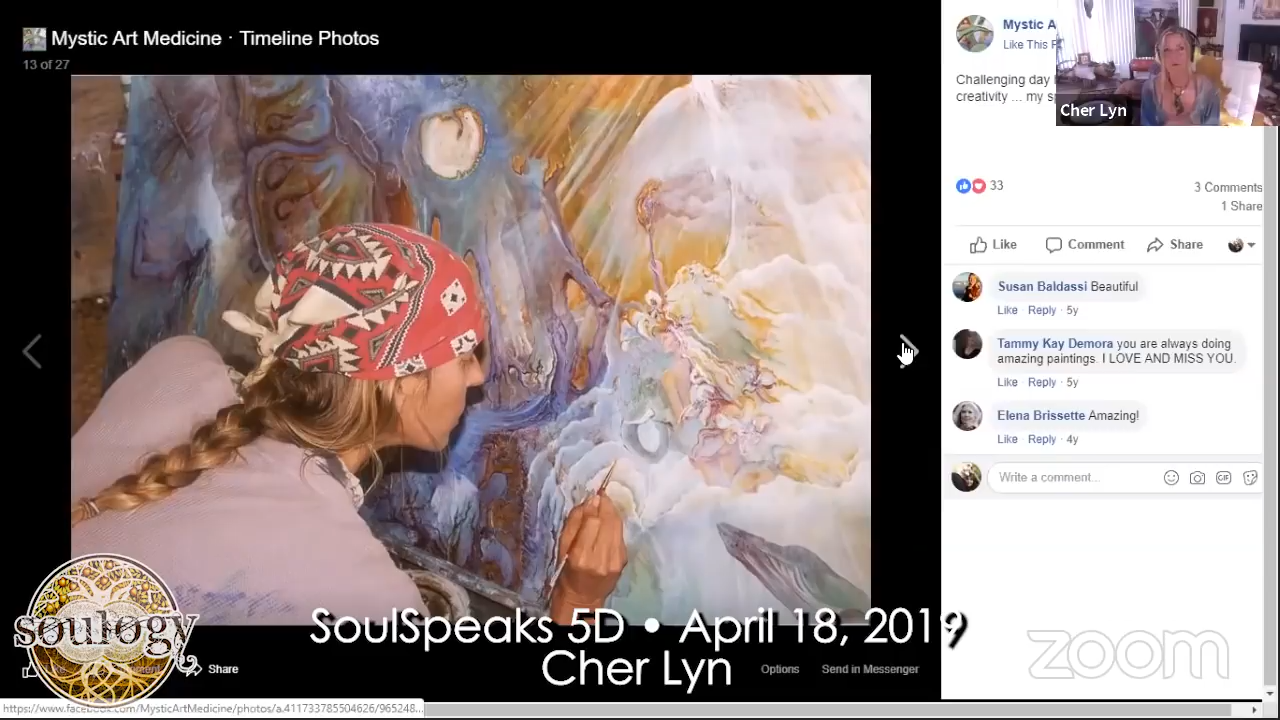 Mystic Art Medicine · Timeline Photos
13 of 27
Mystic A
Like This P
Cher Lyn
Challenging day
creativity ... my sp
33
3 Comments
1 Share
Like Comment Share
Susan Baldassi Beautiful
Like · Reply · 5y
Tammy Kay Demora you are always doing
amazing paintings. I LOVE AND MISS YOU.
Like · Reply · 5y
Elena Brissette Amazing!
Like · Reply · 4y
Write a comment...
GIF
soulogy
SoulSpeaks 5D • April 18, 2019
Cher Lyn
Share
Options Send in Messenger
zoom
https://www.facebook.com/MysticArtMedicine/photos/a.411733785504626/965248...